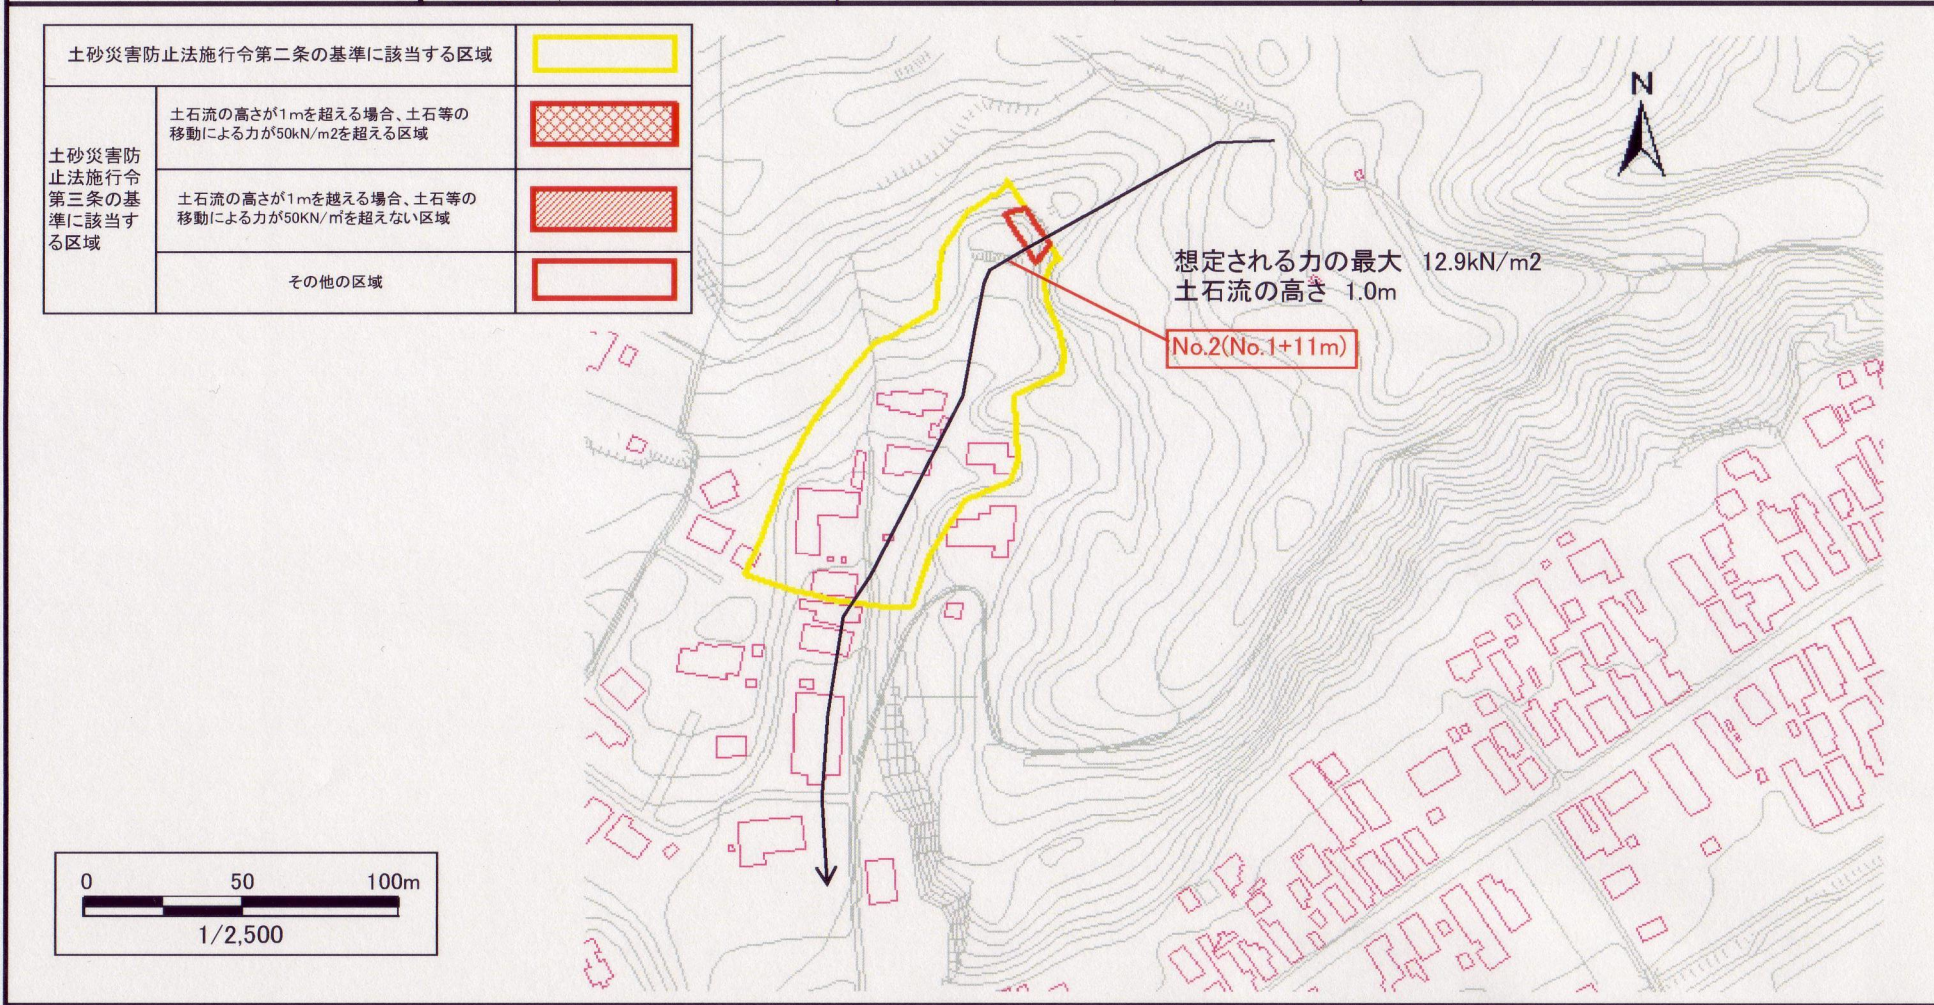 土砂災害防止法施行令第二条の基準に該当する区域
土砂災害防
止法施行令
第三条の基
準に該当す
る区域
土石流の高さが1mを超える場合、土石等の
移動による力が50kN/m2を超える区域
土石流の高さが1mを越える場合、土石等の
移動による力が50KN/㎡を超えない区域
その他の区域
N
想定される力の最大 12.9kN/m2
土石流の高さ 1.0m
No.2(No.1+11m)
0 50 100m
1/2,500